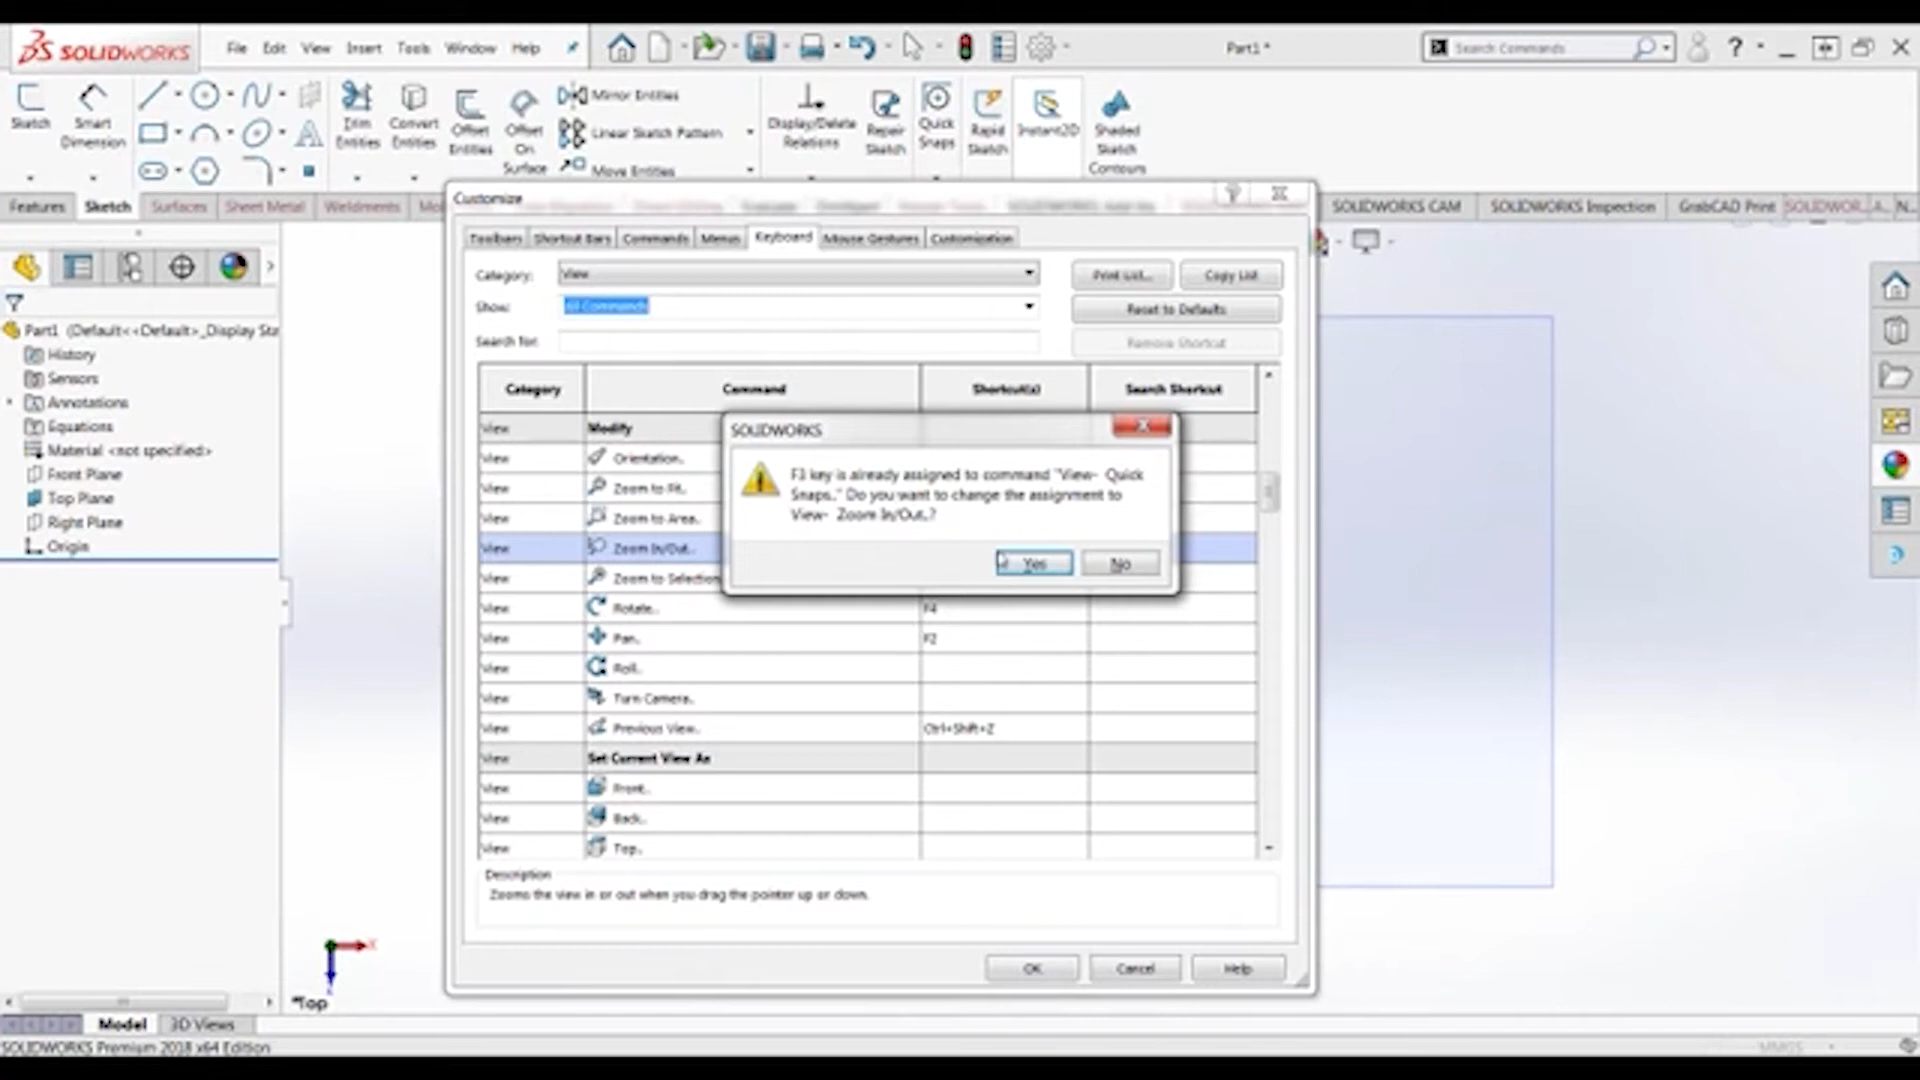 SOLIDWORKS File Edit View Insert Tools Window Help Part1 * Search Commands ?
Sketch Smart Dimension Trim Entities Convert Entities Offset Entities Offset On Surface Mirror Entities Linear Sketch Pattern Move Entities Display/Delete Relations Repair Sketch Quick Snaps Rapid Sketch Instant2D Shaded Sketch Contours
Features Sketch Surfaces Sheet Metal Weldments SOLIDWORKS CAM SOLIDWORKS Inspection GrabCAD Print SOLIDWOR... A... N...
Part1 (Default<<Default>_Display Sta
History
Sensors
Annotations
Equations
Material <not specified>
Front Plane
Top Plane
Right Plane
Origin
Customize
Toolbars Shortcut Bars Commands Menus Keyboard Mouse Gestures Customization
Category: View Print List... Copy List
Show: All Commands Reset to Defaults
Search for: Remove Shortcut
Category Command Shortcut(s) Search Shortcut
View Modify
View Orientation..
View Zoom to Fit..
View Zoom to Area..
View Zoom In/Out..
View Zoom to Selection
View Rotate.. F4
View Pan.. F2
View Roll..
View Turn Camera..
View Previous View.. Ctrl+Shift+Z
View Set Current View As
View Front..
View Back..
View Top..
Description
Zooms the view in or out when you drag the pointer up or down.
OK Cancel Help
SOLIDWORKS
F3 key is already assigned to command "View- Quick
Snaps.." Do you want to change the assignment to
View- Zoom In/Out..?
Yes No
*Top
Model 3D Views
SOLIDWORKS Premium 2018 x64 Edition MMGS